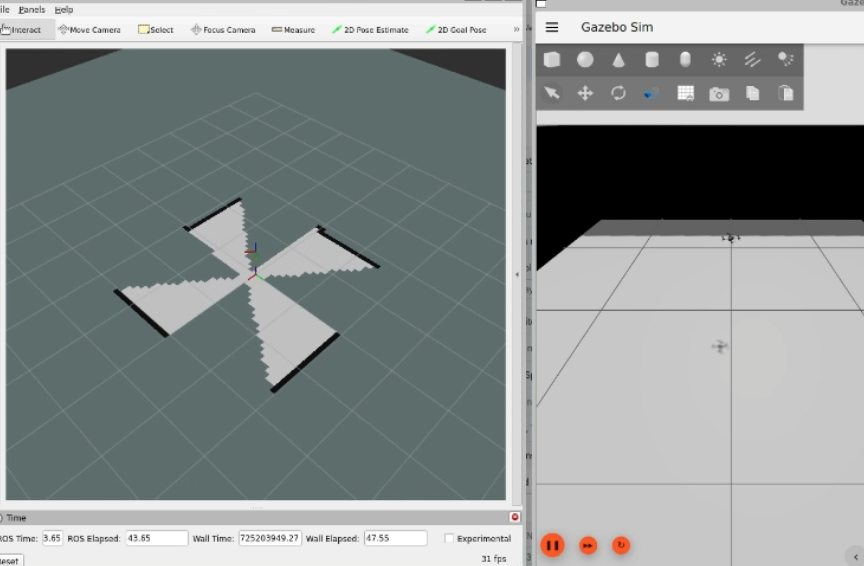 ile Panels Help
Interact Move Camera Select Focus Camera Measure 2D Pose Estimate 2D Goal Pose »
Gazebo Sim
Time
ROS Time: 3.65 ROS Elapsed: 43.65 Wall Time: 725203949.27 Wall Elapsed: 47.55 Experimental
eset
31 fps